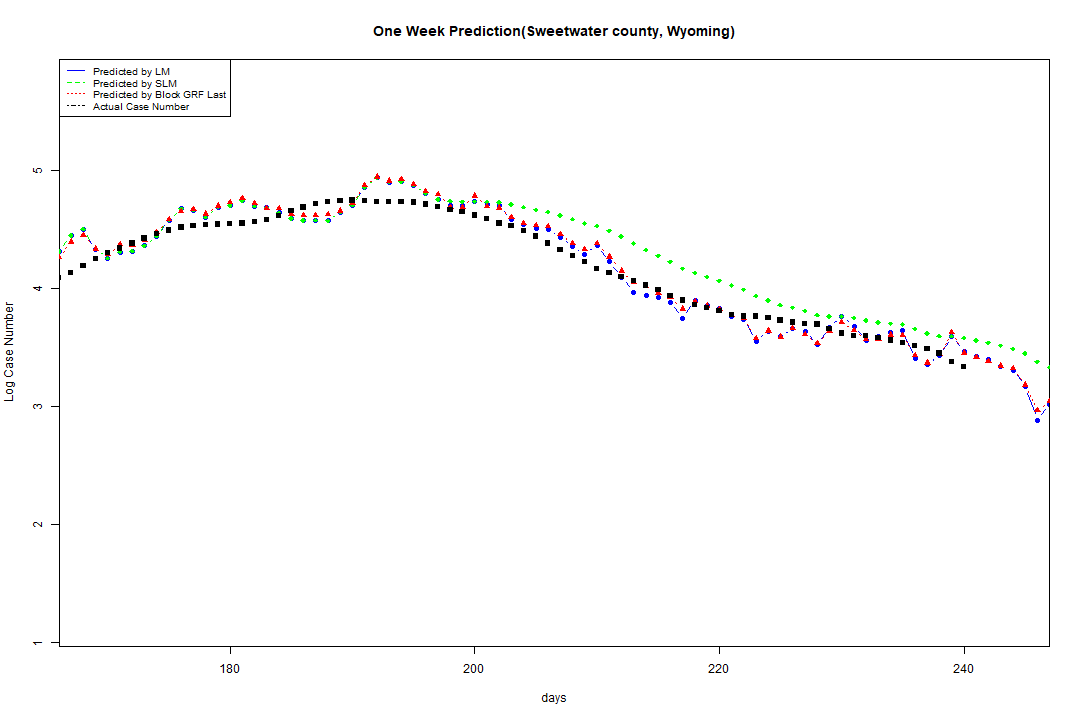 One Week Prediction(Sweetwater county, Wyoming)
Predicted by LM
Predicted by SLM
Predicted by Block GRF Last
Actual Case Number
5
4
3
2
1
Log Case Number
180 200 220 240
days